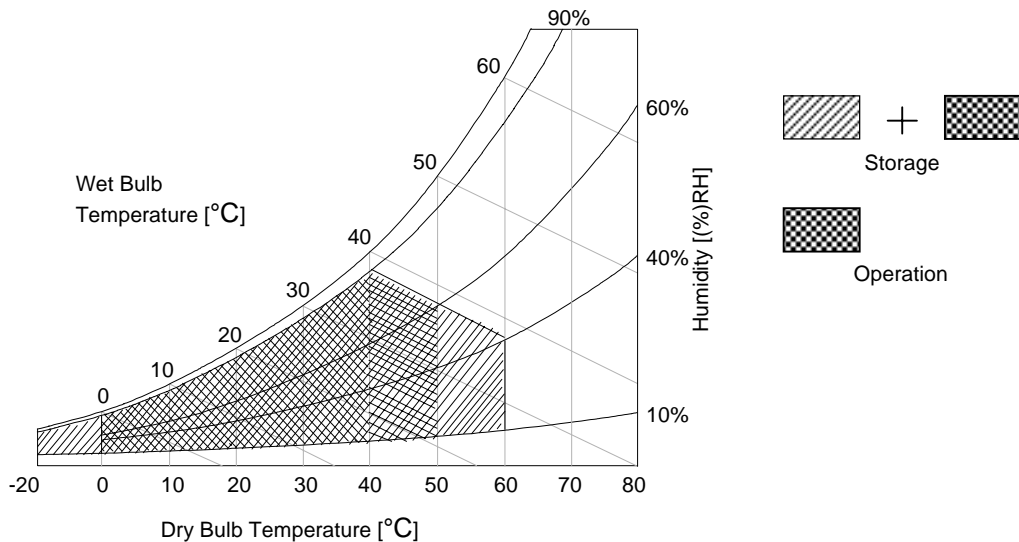 90%
60
60%
50
Wet Bulb
Temperature [°C]
Storage
40
40%
Humidity [(%)RH]
Operation
30
20
10
0
10%
-20 0 10 20 30 40 50 60 70 80
Dry Bulb Temperature [°C]